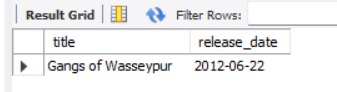 Result Grid Filter Rows:
title release_date
Gangs of Wasseypur 2012-06-22